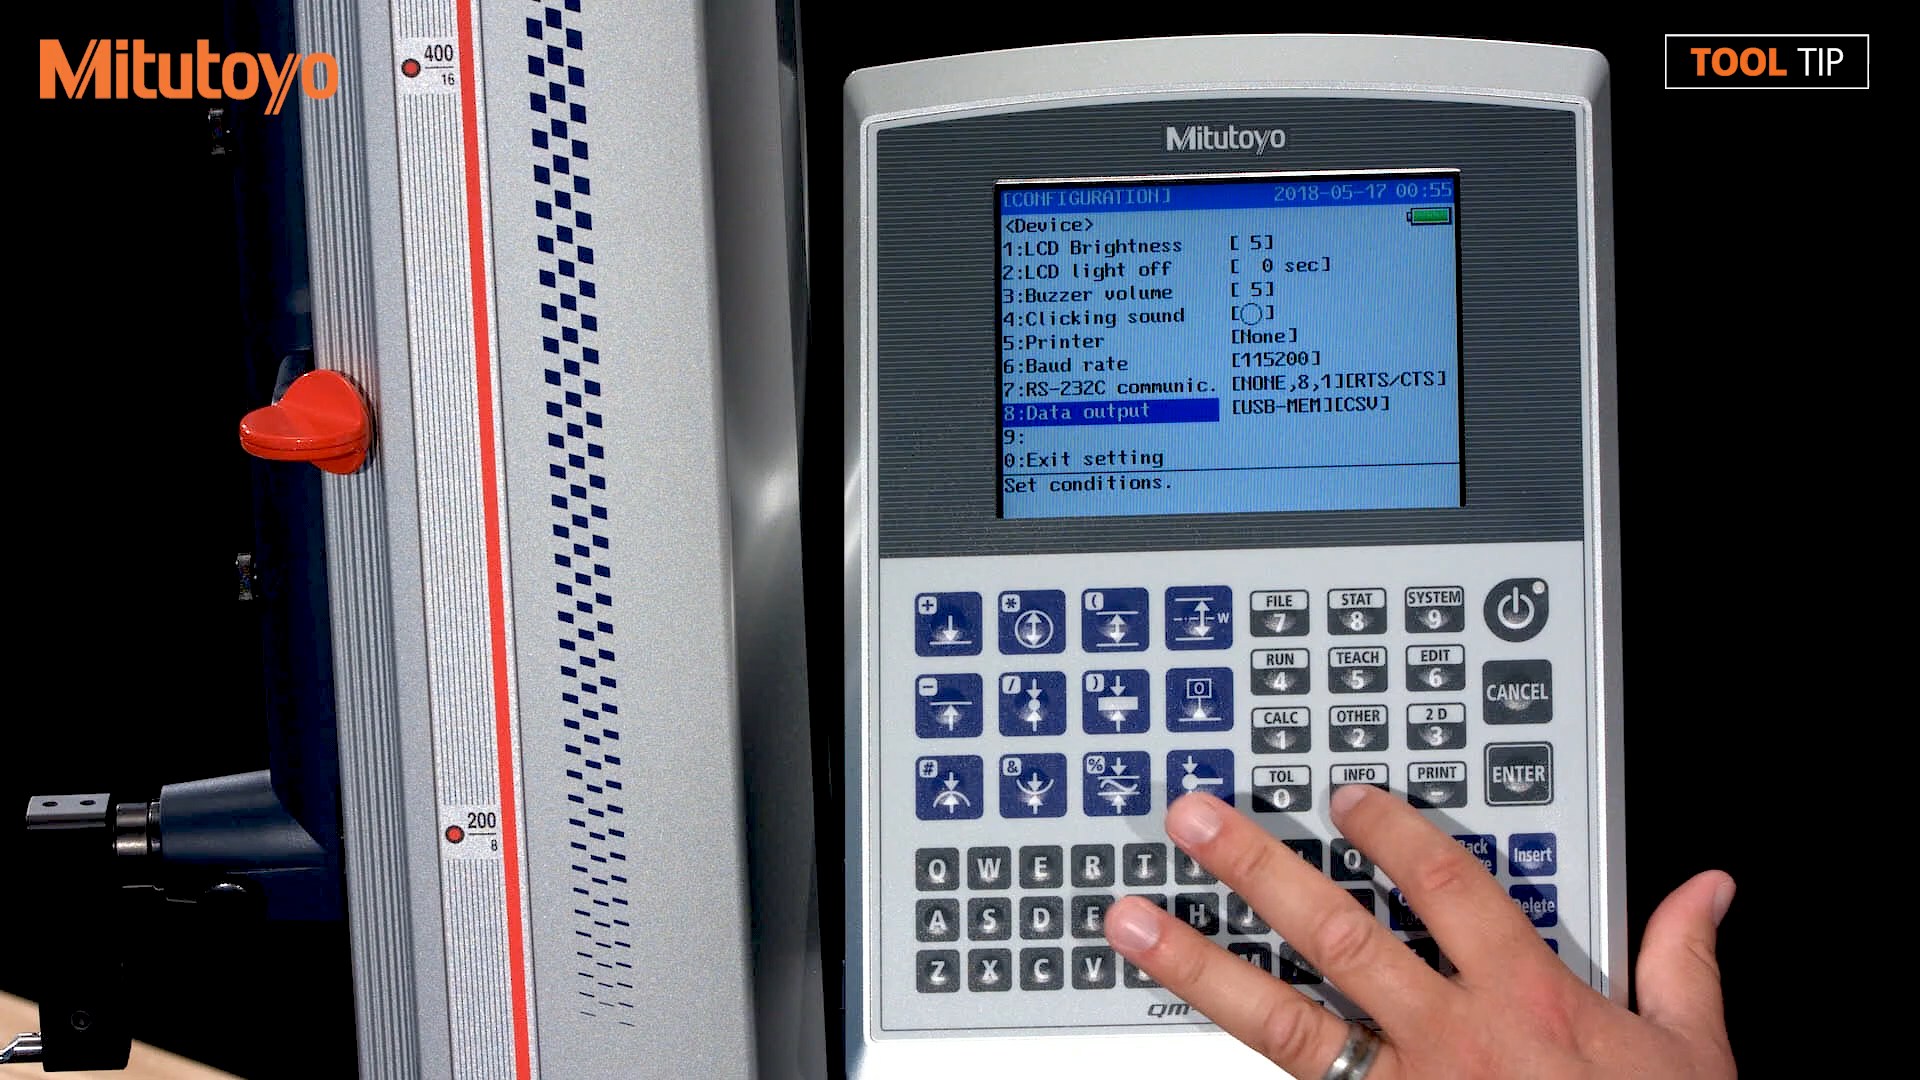 Mitutoyo
TOOL TIP
400
16
200
8
Mitutoyo
[CONFIGURATION] 2018-05-17 00:55
<Device>
1:LCD Brightness [ 5]
2:LCD light off [ 0 sec]
3:Buzzer volume [ 5]
4:Clicking sound [○]
5:Printer [None]
6:Baud rate [115200]
7:RS-232C communic. [NONE,8,1][RTS/CTS]
8:Data output [USB-MEM][CSV]
9:
0:Exit setting
Set conditions.
+ * ( W
FILE STAT SYSTEM
7 8 9
- / ) 0
RUN TEACH EDIT
4 5 6
CANCEL
CALC OTHER 2 D
1 2 3
# & %
TOL INFO PRINT
0 -
ENTER
Q W E R T O Insert
A S D F H J Delete
Z X C V M
QM-